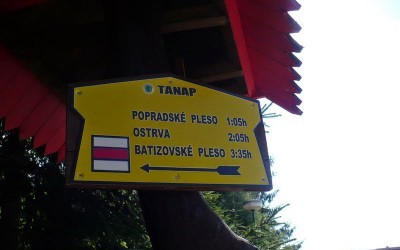 TANAP
POPRADSKÉ PLESO 1:05h
OSTRVA 2:05h
BATIZOVSKÉ PLESO 3:35h